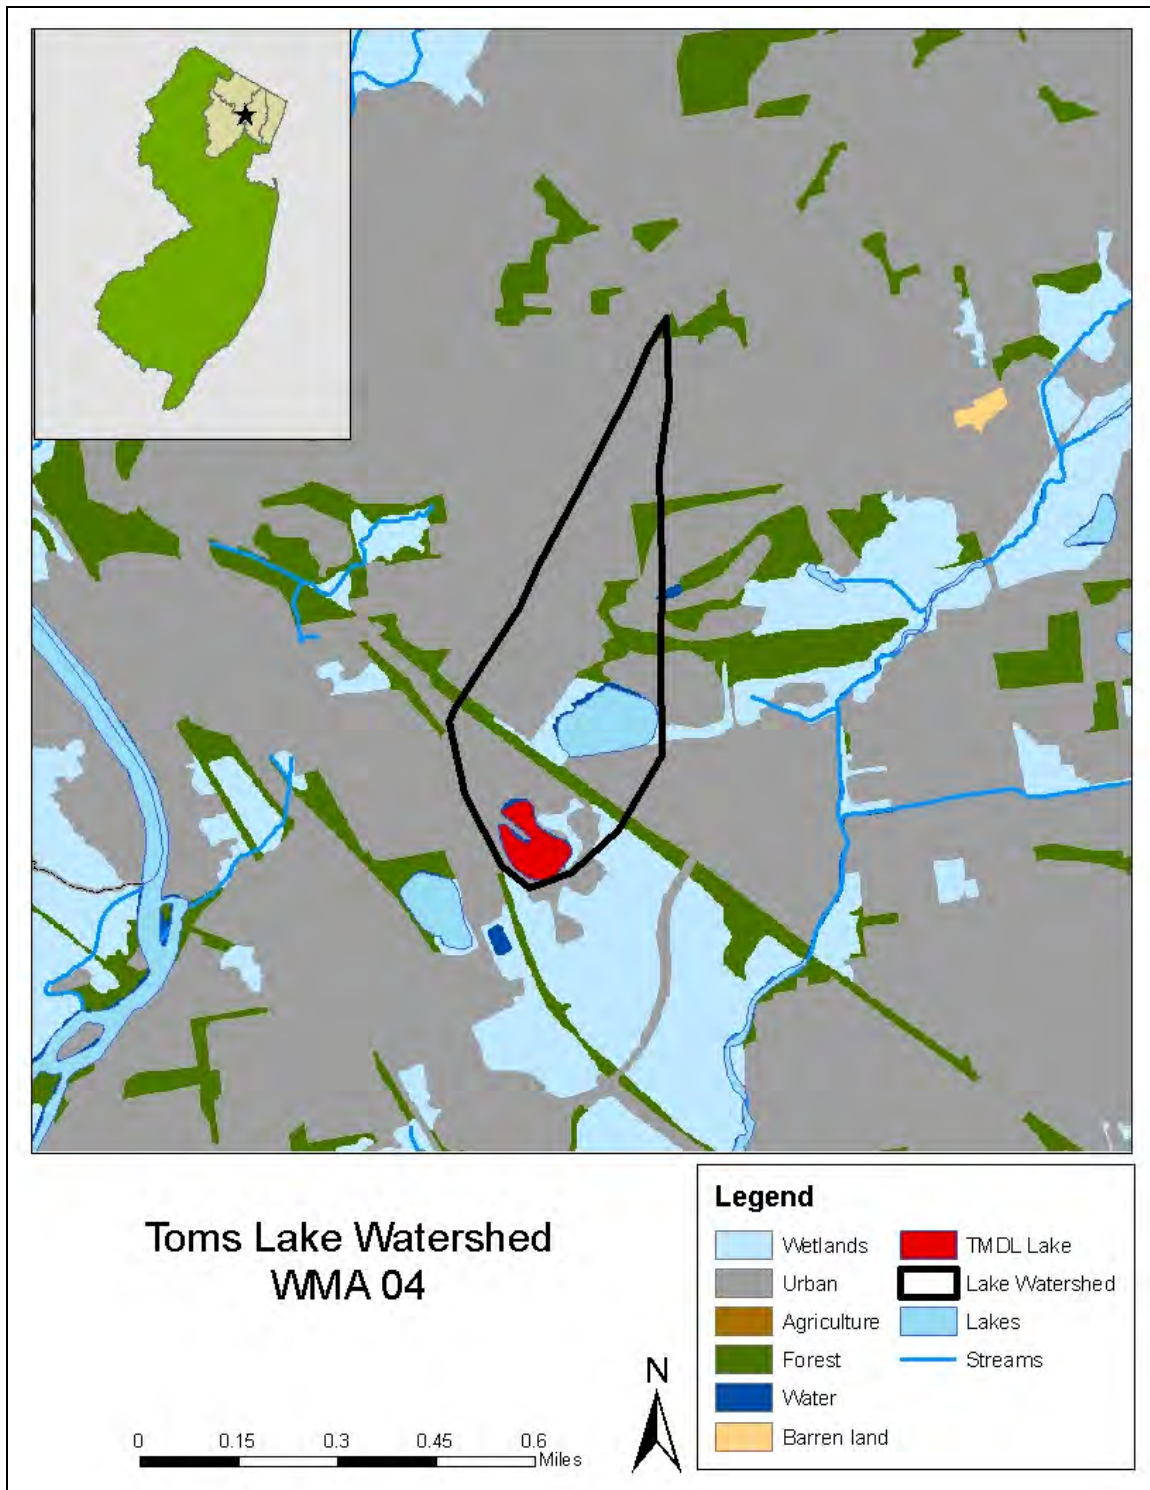 Toms Lake Watershed
WMA 04
0 0.15 0.3 0.45 0.6
Miles
N
Legend
Wetlands
Urban
Agriculture
Forest
Water
Barren land
TMDL Lake
Lake Watershed
Lakes
Streams